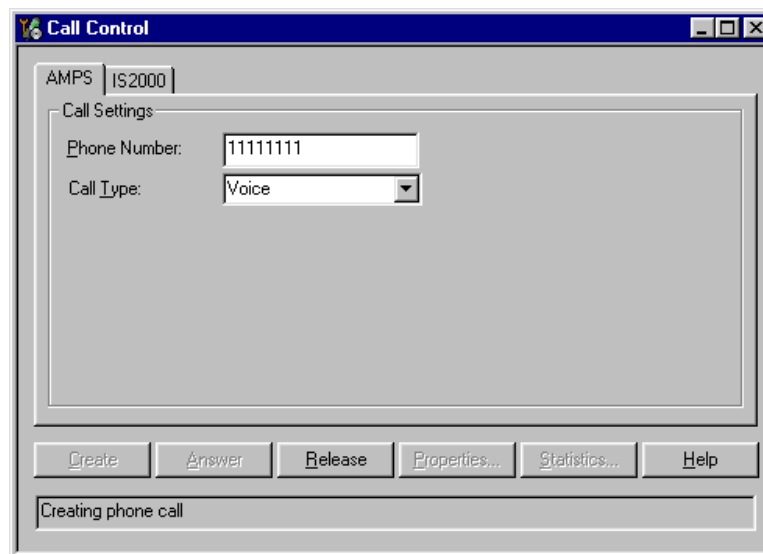 Call Control
AMPS IS2000
Call Settings
Phone Number: 11111111
Call Type: Voice
Create Answer Release Properties... Statistics... Help
Creating phone call